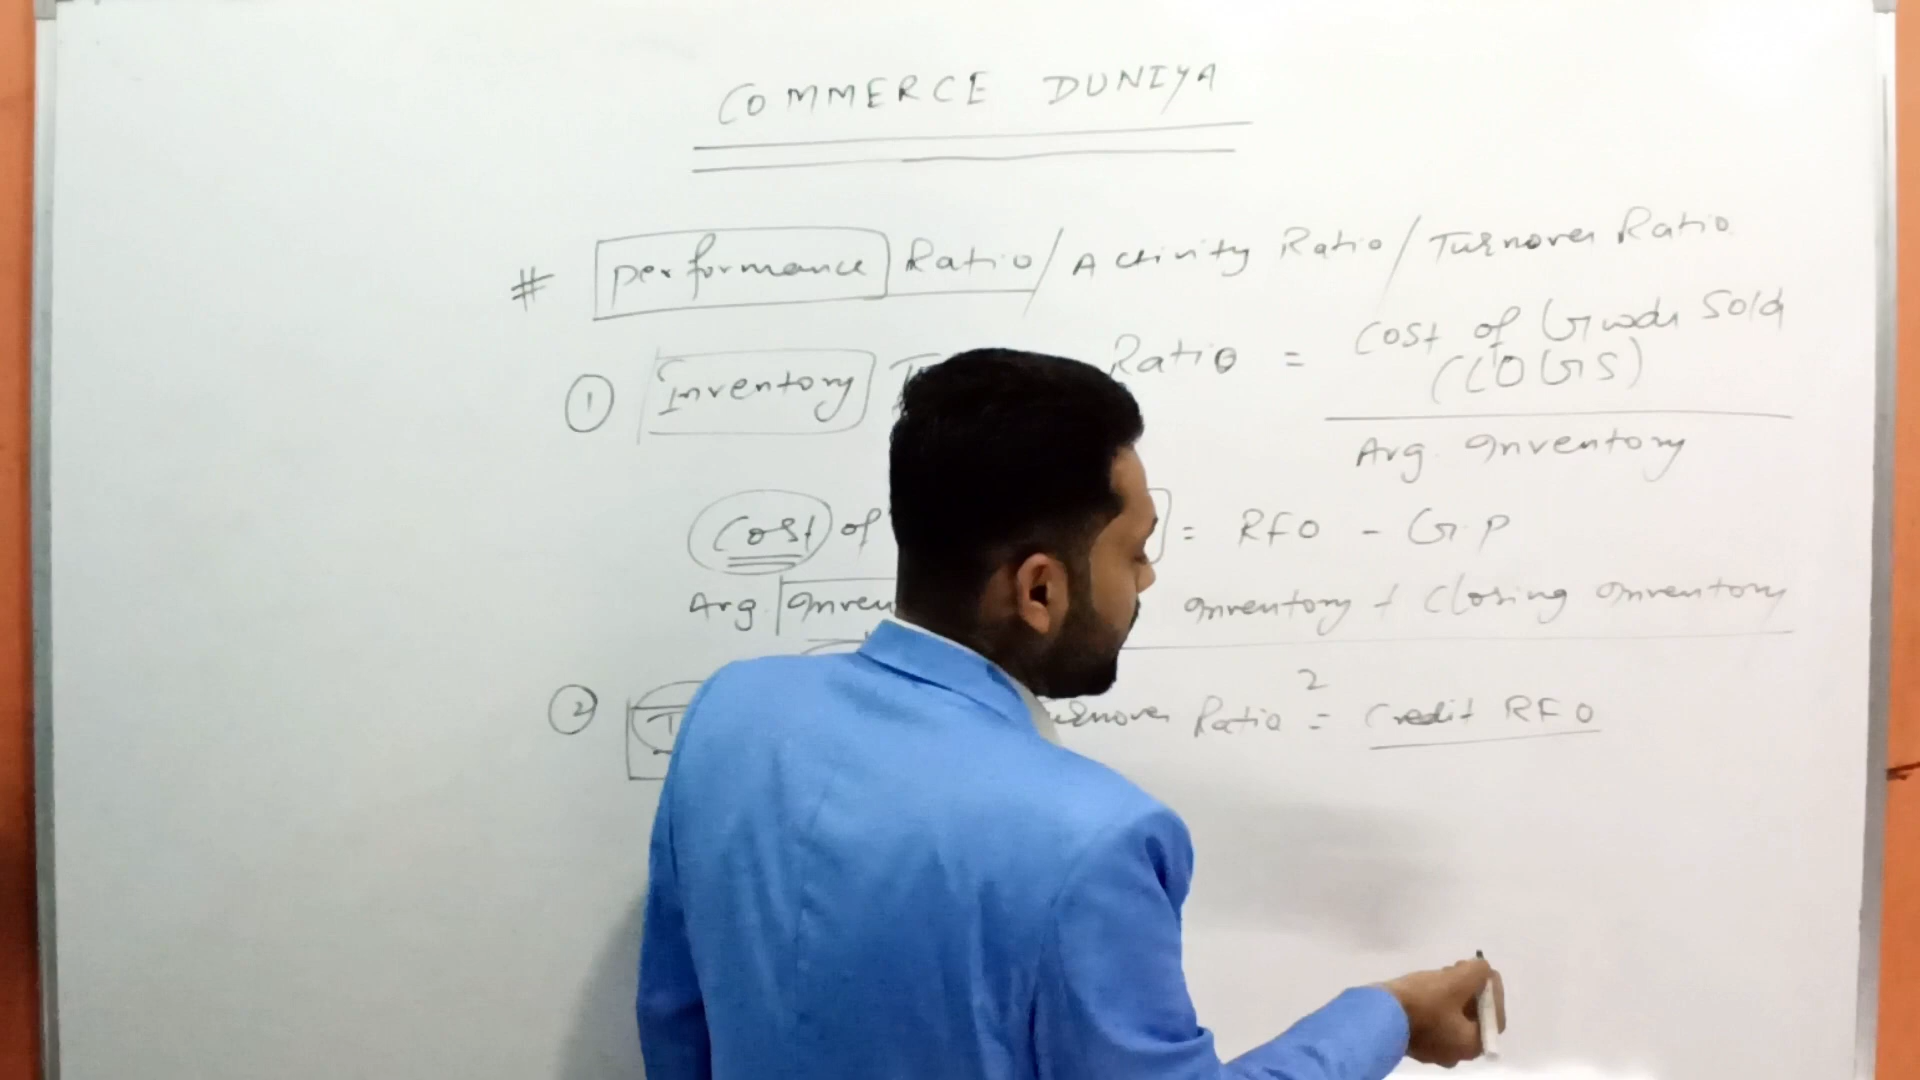 COMMERCE DUNIYA
# Performance Ratio / Activity Ratio / Turnover Ratio
① Inventory Ratio = Cost of Goods Sold
(COGS)
Avg. Inventory
Cost of = RFO - G.P
Avg. Inventory + Closing Inventory
2
② Ratio = Credit RFO